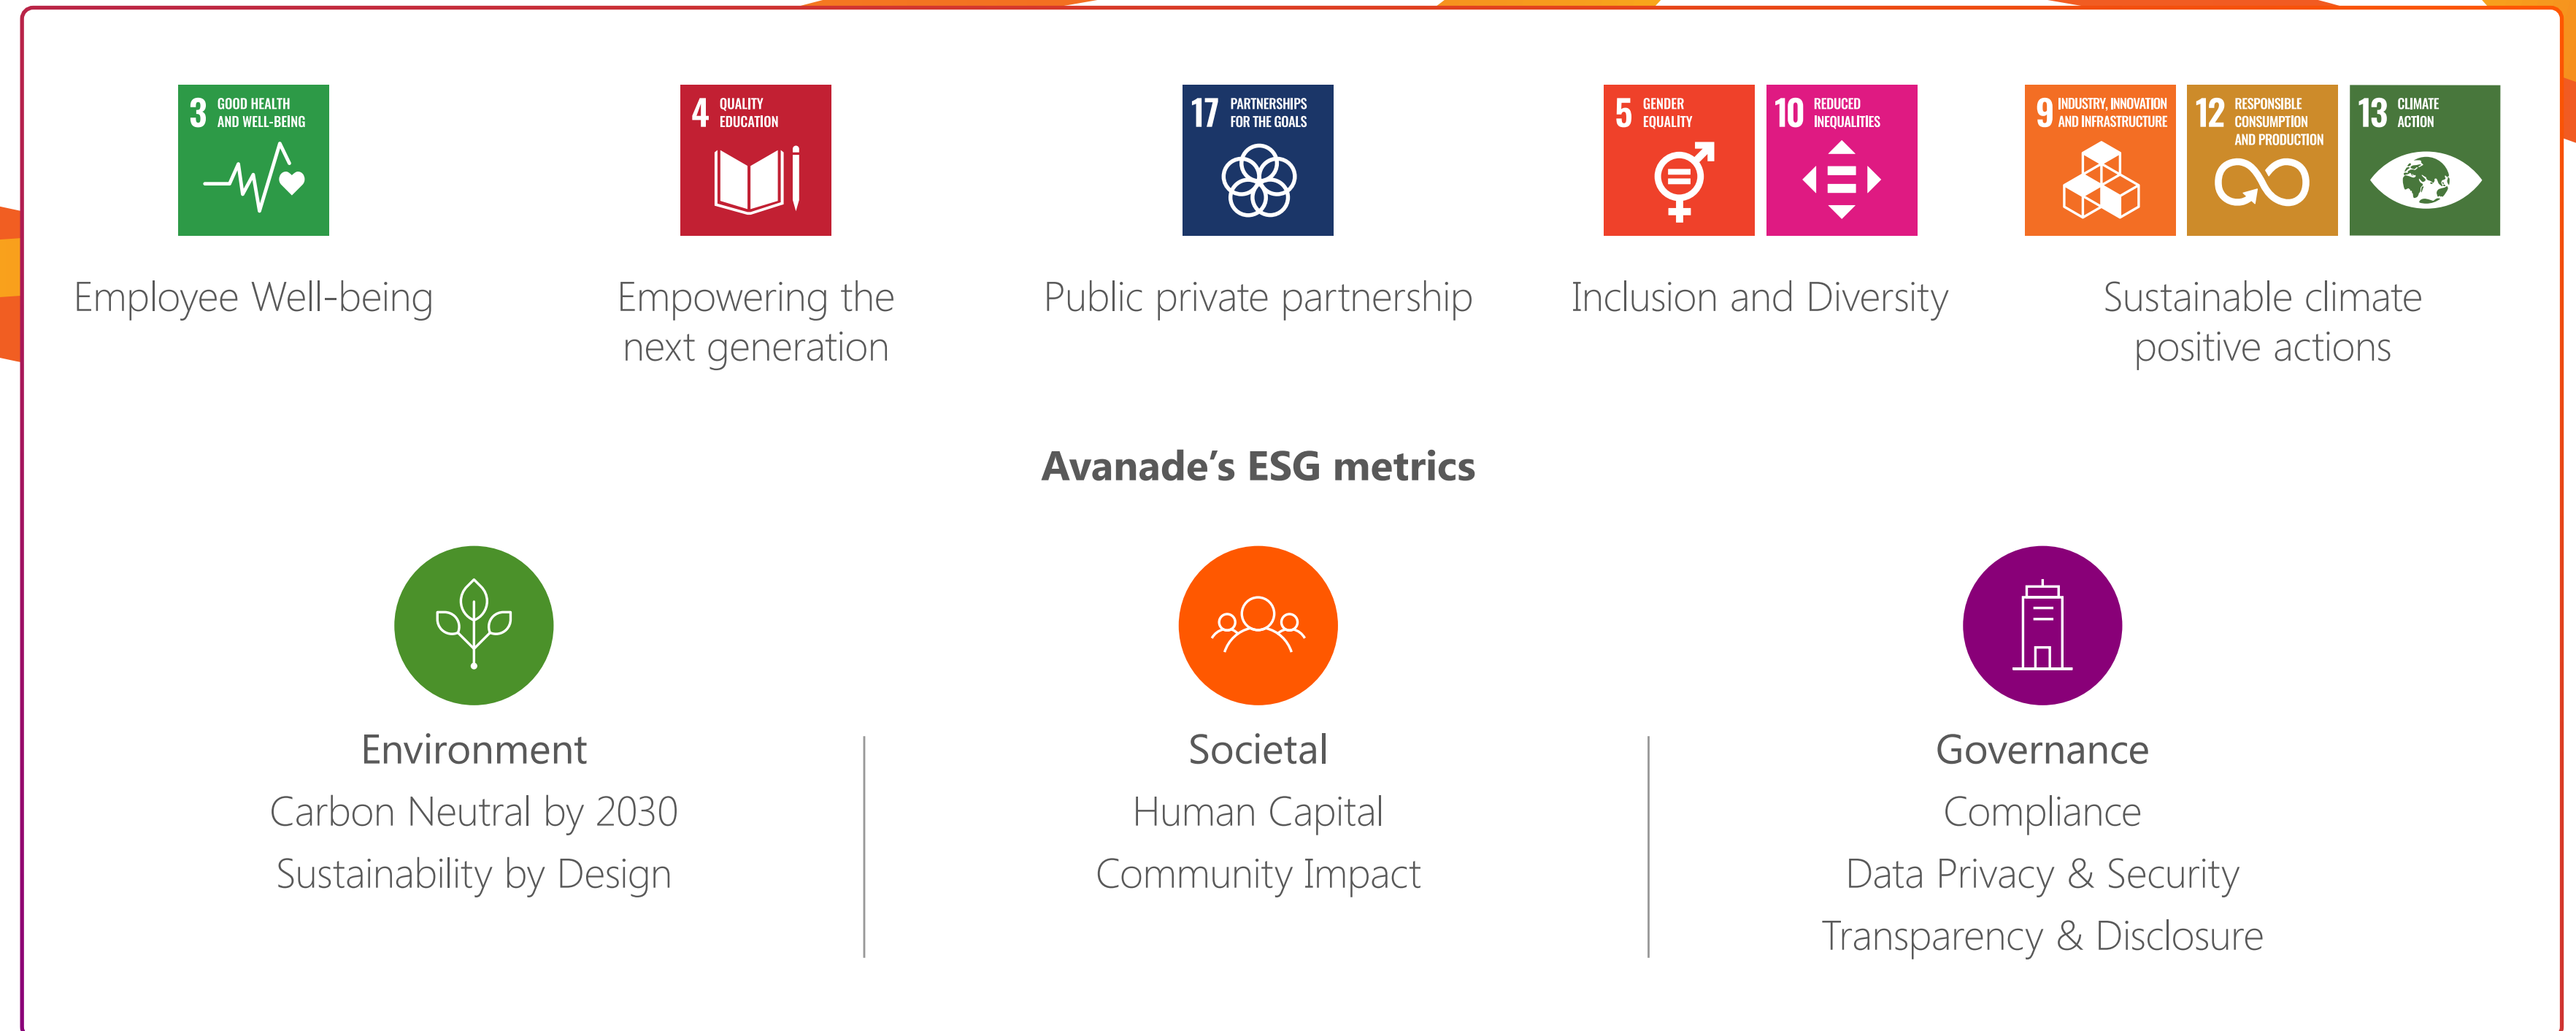 3 GOOD HEALTH
AND WELL-BEING
4 QUALITY
EDUCATION
17 PARTNERSHIPS
FOR THE GOALS
5 GENDER
EQUALITY
10 REDUCED
INEQUALITIES
9 INDUSTRY, INNOVATION
AND INFRASTRUCTURE
12 RESPONSIBLE
CONSUMPTION
AND PRODUCTION
13 CLIMATE
ACTION
Employee Well-being
Empowering the
next generation
Public private partnership
Inclusion and Diversity
Sustainable climate
positive actions
Avanade’s ESG metrics
Environment
Carbon Neutral by 2030
Sustainability by Design
Societal
Human Capital
Community Impact
Governance
Compliance
Data Privacy & Security
Transparency & Disclosure